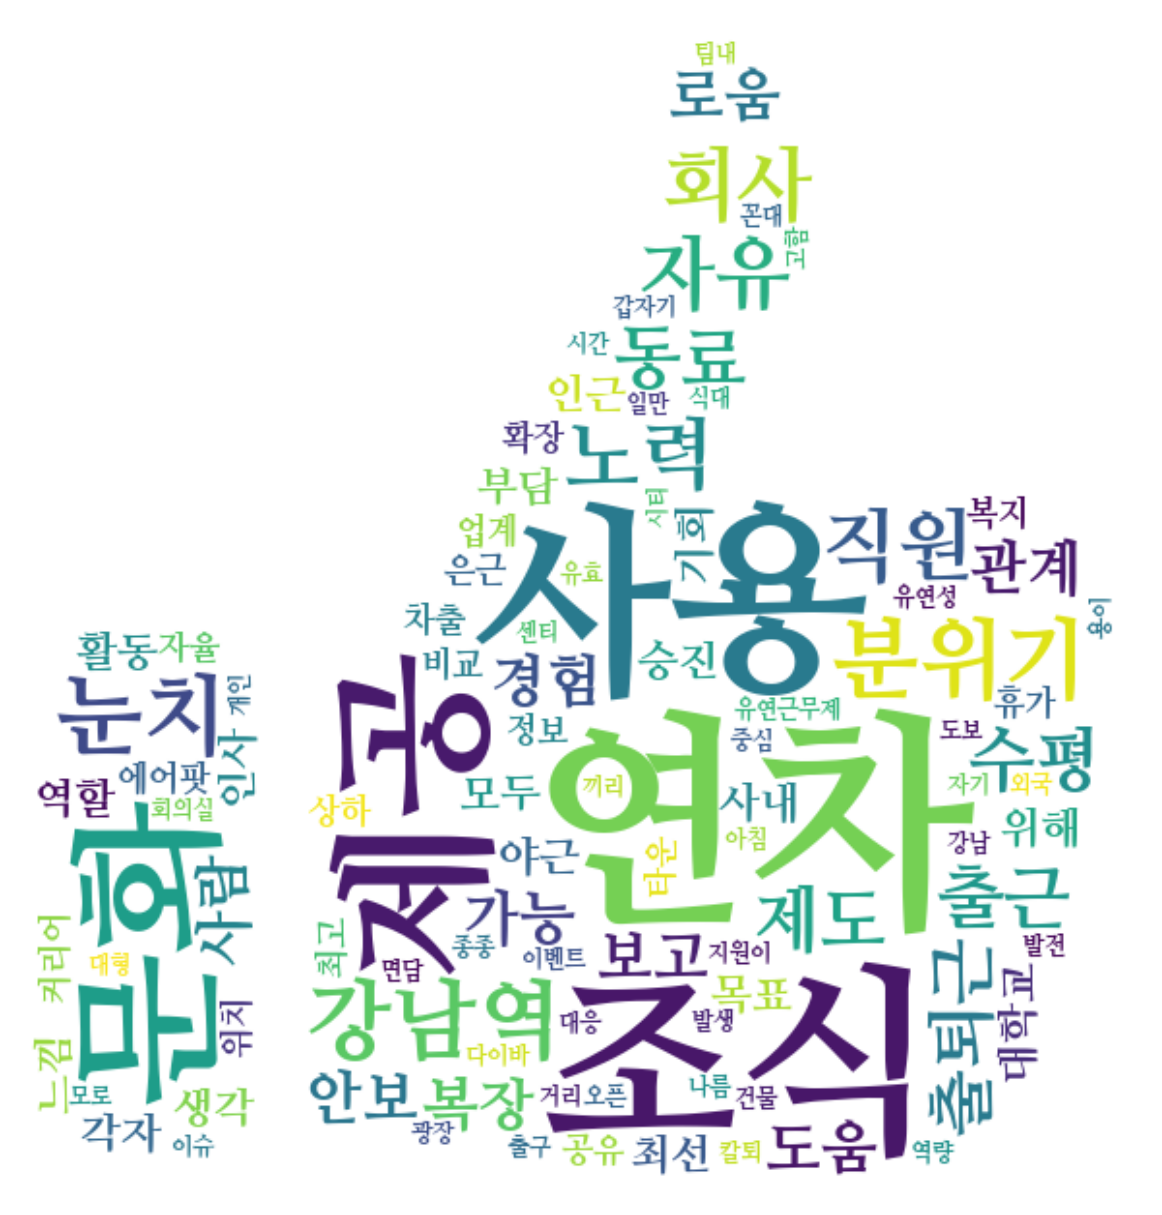 팀내
로움
회사
꼰대
고함
자유
갑자기
시간
동료
인근
일만
식대
확장
노력
부담
시티
기회
업계
은근
유효
사용
직원
복지
관계
유연성
용이
차출
센티
비교
경험
승진
분위기
활동
자율
눈치
개인
인사
역할
에어팟
회의실
문화
사람
커리어
대형
느낌
위치
모로
생각
각자
이슈
제공
정보
유연근무제
중심
휴가
도보
수평
연차
끼리
모두
상하
사내
자기
외국
아침
강남
위해
야근
타운
출근
가능
제도
최고
종종
면담
이벤트
보고
지원이
발전
강남역
목표
조식
대응
발생
출퇴근
대학교
다이바
안보
복장
거리
오픈
나름
건물
광장
출구
공유
최선
칼퇴
도움
역량